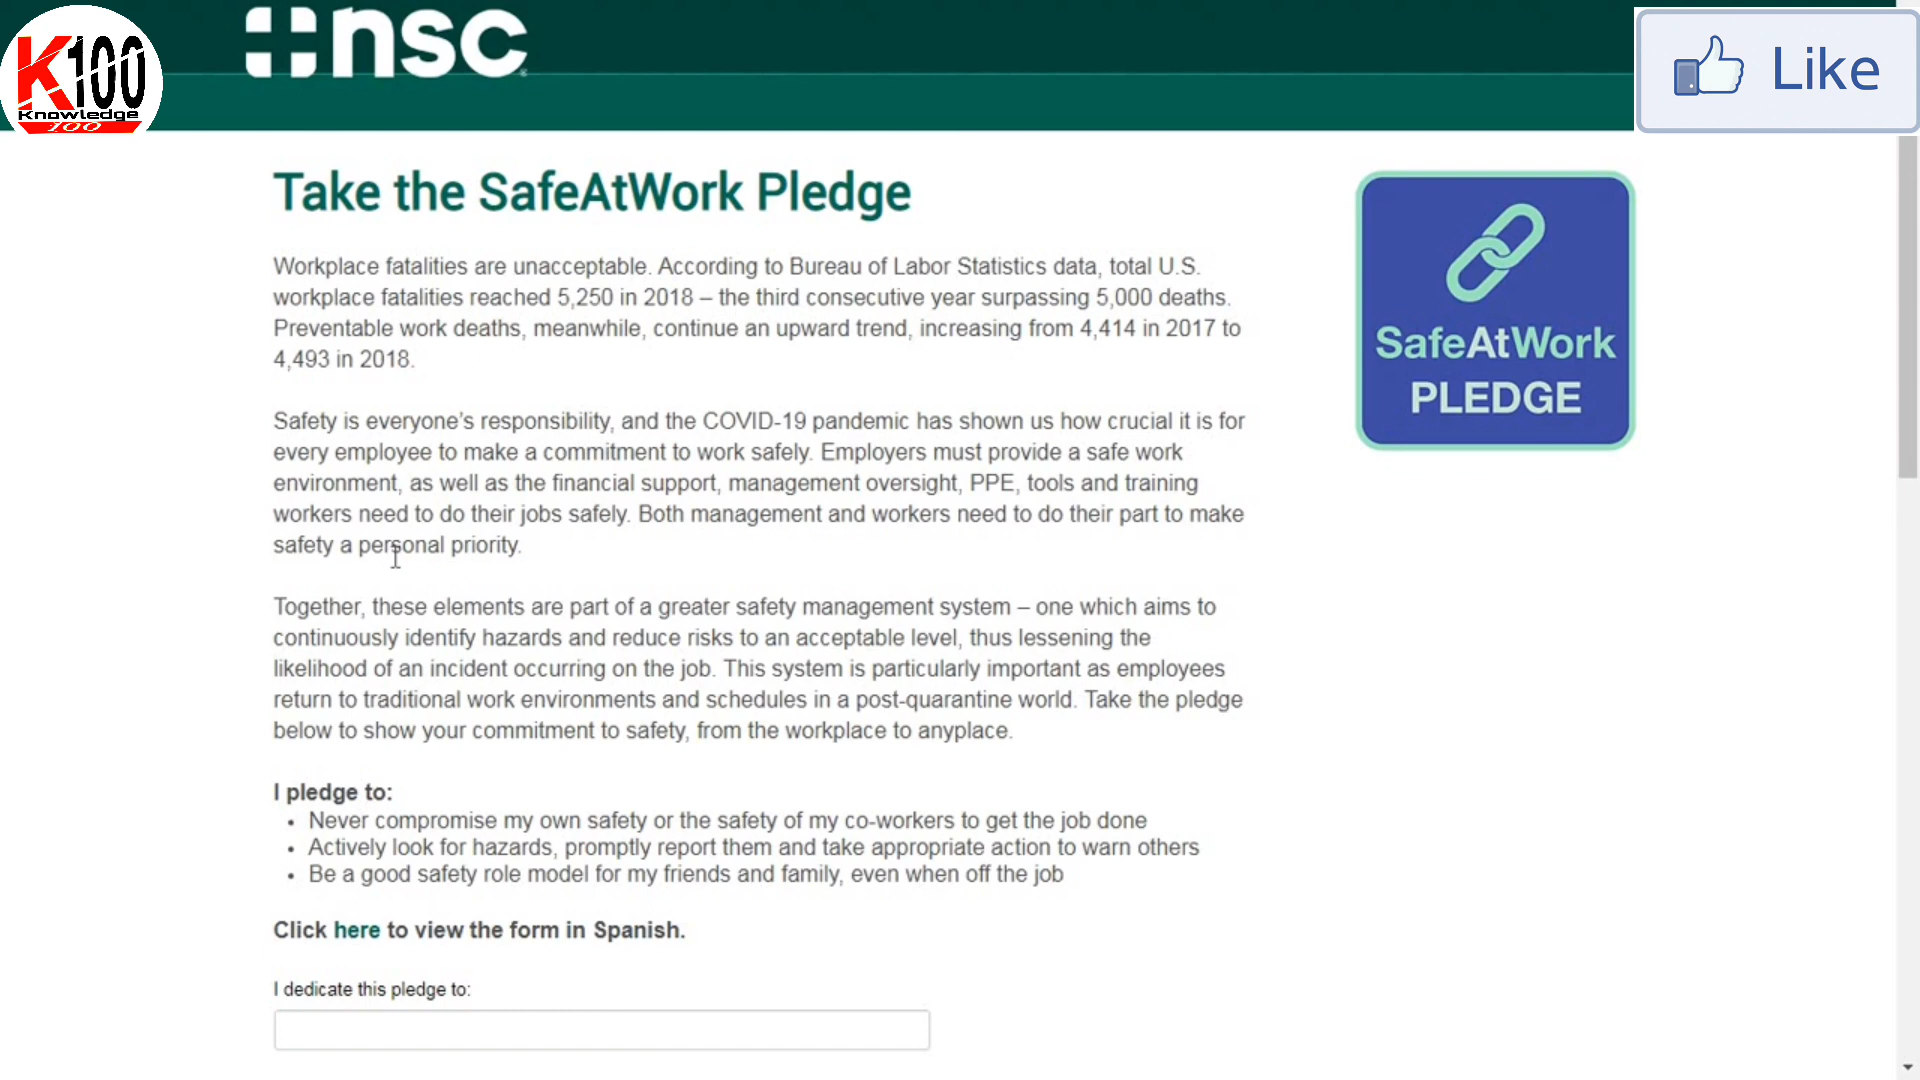 K100
Knowledge
100
nsc
Like
Take the SafeAtWork Pledge
Workplace fatalities are unacceptable. According to Bureau of Labor Statistics data, total U.S.
workplace fatalities reached 5,250 in 2018 – the third consecutive year surpassing 5,000 deaths.
Preventable work deaths, meanwhile, continue an upward trend, increasing from 4,414 in 2017 to
4,493 in 2018.
Safety is everyone's responsibility, and the COVID-19 pandemic has shown us how crucial it is for
every employee to make a commitment to work safely. Employers must provide a safe work
environment, as well as the financial support, management oversight, PPE, tools and training
workers need to do their jobs safely. Both management and workers need to do their part to make
safety a personal priority.
Together, these elements are part of a greater safety management system – one which aims to
continuously identify hazards and reduce risks to an acceptable level, thus lessening the
likelihood of an incident occurring on the job. This system is particularly important as employees
return to traditional work environments and schedules in a post-quarantine world. Take the pledge
below to show your commitment to safety, from the workplace to anyplace.
I pledge to:
• Never compromise my own safety or the safety of my co-workers to get the job done
• Actively look for hazards, promptly report them and take appropriate action to warn others
• Be a good safety role model for my friends and family, even when off the job
Click here to view the form in Spanish.
I dedicate this pledge to:
SafeAtWork
PLEDGE